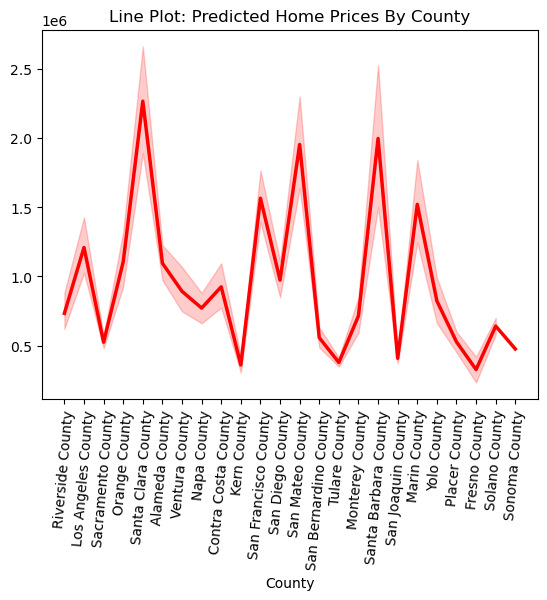 Line Plot: Predicted Home Prices By County
1e6
2.5
2.0
1.5
1.0
0.5
Riverside County
Los Angeles County
Sacramento County
Orange County
Santa Clara County
Alameda County
Ventura County
Napa County
Contra Costa County
Kern County
San Francisco County
San Diego County
San Mateo County
San Bernardino County
Tulare County
Monterey County
Santa Barbara County
San Joaquin County
Marin County
Yolo County
Placer County
Fresno County
Solano County
Sonoma County
County